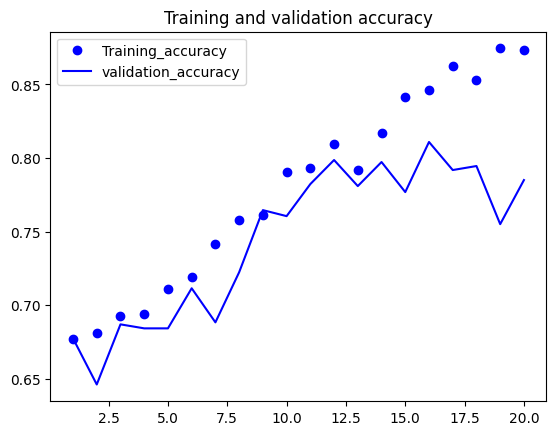 Training and validation accuracy
Training_accuracy
validation_accuracy
0.85
0.80
0.75
0.70
0.65
2.5 5.0 7.5 10.0 12.5 15.0 17.5 20.0